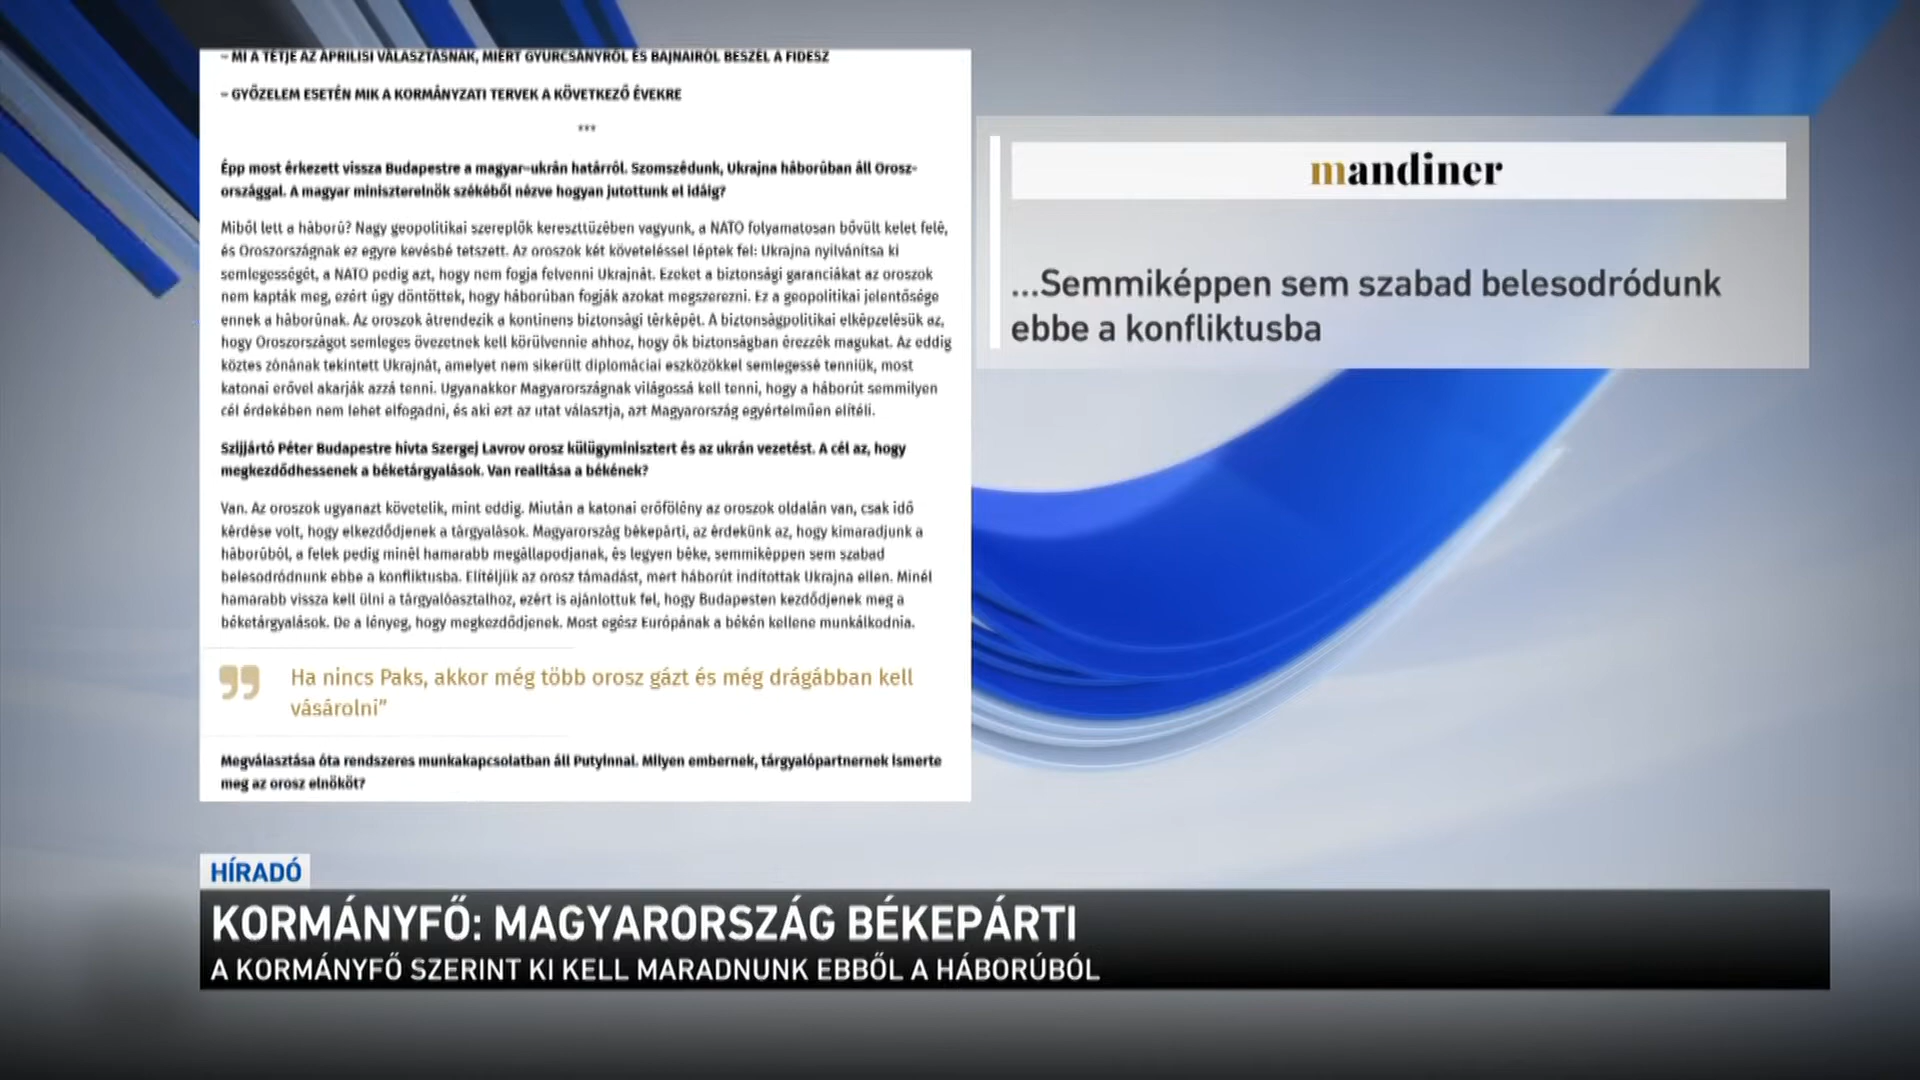 – MI A TÉTJE AZ ÁPRILISI VÁLASZTÁSNAK, MIÉRT GYURCSÁNYRÓL ÉS BAJNAIRÓL BESZÉL A FIDESZ
– GYŐZELEM ESETÉN MIK A KORMÁNYZATI TERVEK A KÖVETKEZŐ ÉVEKRE
***
Épp most érkezett vissza Budapestre a magyar–ukrán határról. Szomszédunk, Ukrajna háborúban áll Orosz-
országgal. A magyar miniszterelnök székéből nézve hogyan jutottunk el idáig?
Miből lett a háború? Nagy geopolitikai szereplők kereszttüzében vagyunk, a NATO folyamatosan bővült kelet felé,
és Oroszországnak ez egyre kevésbé tetszett. Az oroszok két követeléssel léptek fel: Ukrajna nyilvánítsa ki
semlegességét, a NATO pedig azt, hogy nem fogja felvenni Ukrajnát. Ezeket a biztonsági garanciákat az oroszok
nem kapták meg, ezért úgy döntöttek, hogy háborúban fogják azokat megszerezni. Ez a geopolitikai jelentősége
ennek a háborúnak. Az oroszok átrendezik a kontinens biztonsági térképét. A biztonságpolitikai elképzelésük az,
hogy Oroszországot semleges övezetnek kell körülvennie ahhoz, hogy ők biztonságban érezzék magukat. Az eddig
köztes zónának tekintett Ukrajnát, amelyet nem sikerült diplomáciai eszközökkel semlegessé tenniük, most
katonai erővel akarják azzá tenni. Ugyanakkor Magyarországnak világossá kell tenni, hogy a háborút semmilyen
cél érdekében nem lehet elfogadni, és aki ezt az utat választja, azt Magyarország egyértelműen elítéli.
Szijjártó Péter Budapestre hívta Szergej Lavrov orosz külügyminisztert és az ukrán vezetést. A cél az, hogy
megkezdődhessenek a béketárgyalások. Van realitása a békének?
Van. Az oroszok ugyanazt követelik, mint eddig. Miután a katonai erőfölény az oroszok oldalán van, csak idő
kérdése volt, hogy elkezdődjenek a tárgyalások. Magyarország békepárti, az érdekünk az, hogy kimaradjunk a
háborúból, a felek pedig minél hamarabb megállapodjanak, és legyen béke, semmiképpen sem szabad
belesodródnunk ebbe a konfliktusba. Elítéljük az orosz támadást, mert háborút indítottak Ukrajna ellen. Minél
hamarabb vissza kell ülni a tárgyalóasztalhoz, ezért is ajánlottuk fel, hogy Budapesten kezdődjenek meg a
béketárgyalások. De a lényeg, hogy megkezdődjenek. Most egész Európának a békén kellene munkálkodnia.
” Ha nincs Paks, akkor még több orosz gázt és még drágábban kell
vásárolni”
Megválasztása óta rendszeres munkakapcsolatban áll Putyinnal. Milyen embernek, tárgyalópartnernek ismerte
meg az orosz elnököt?
mandiner
...Semmiképpen sem szabad belesodródunk
ebbe a konfliktusba
HÍRADÓ
KORMÁNYFŐ: MAGYARORSZÁG BÉKEPÁRTI
A KORMÁNYFŐ SZERINT KI KELL MARADNUNK EBBŐL A HÁBORÚBÓL